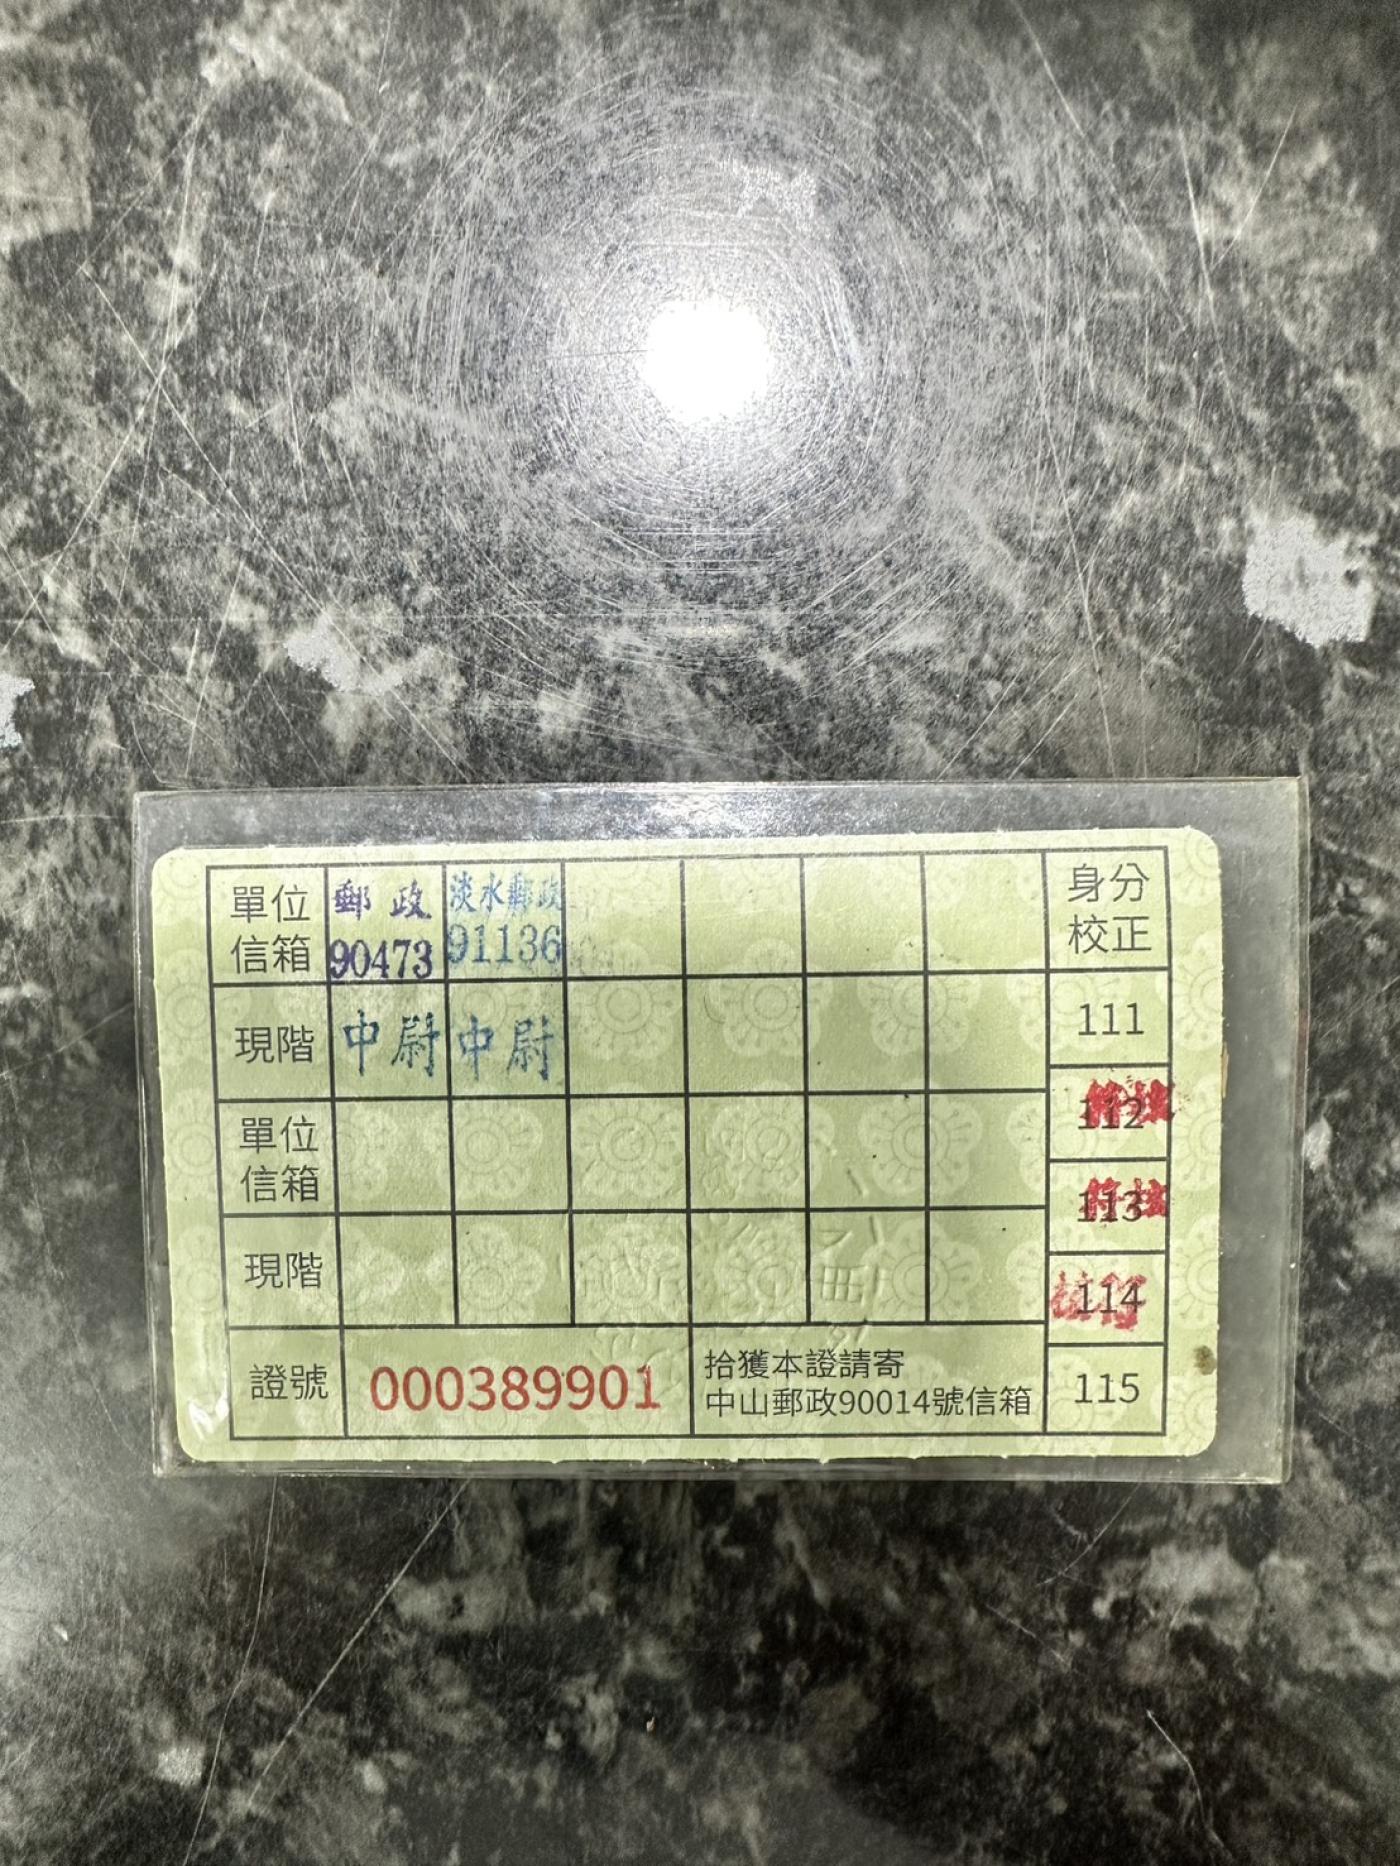 單位信箱 郵政 90473 淡水郵政 91136
身分校正
現階 中尉 中尉
111
單位信箱
112
113
現階
114
證號 000389901
拾獲本證請寄
中山郵政90014號信箱
115